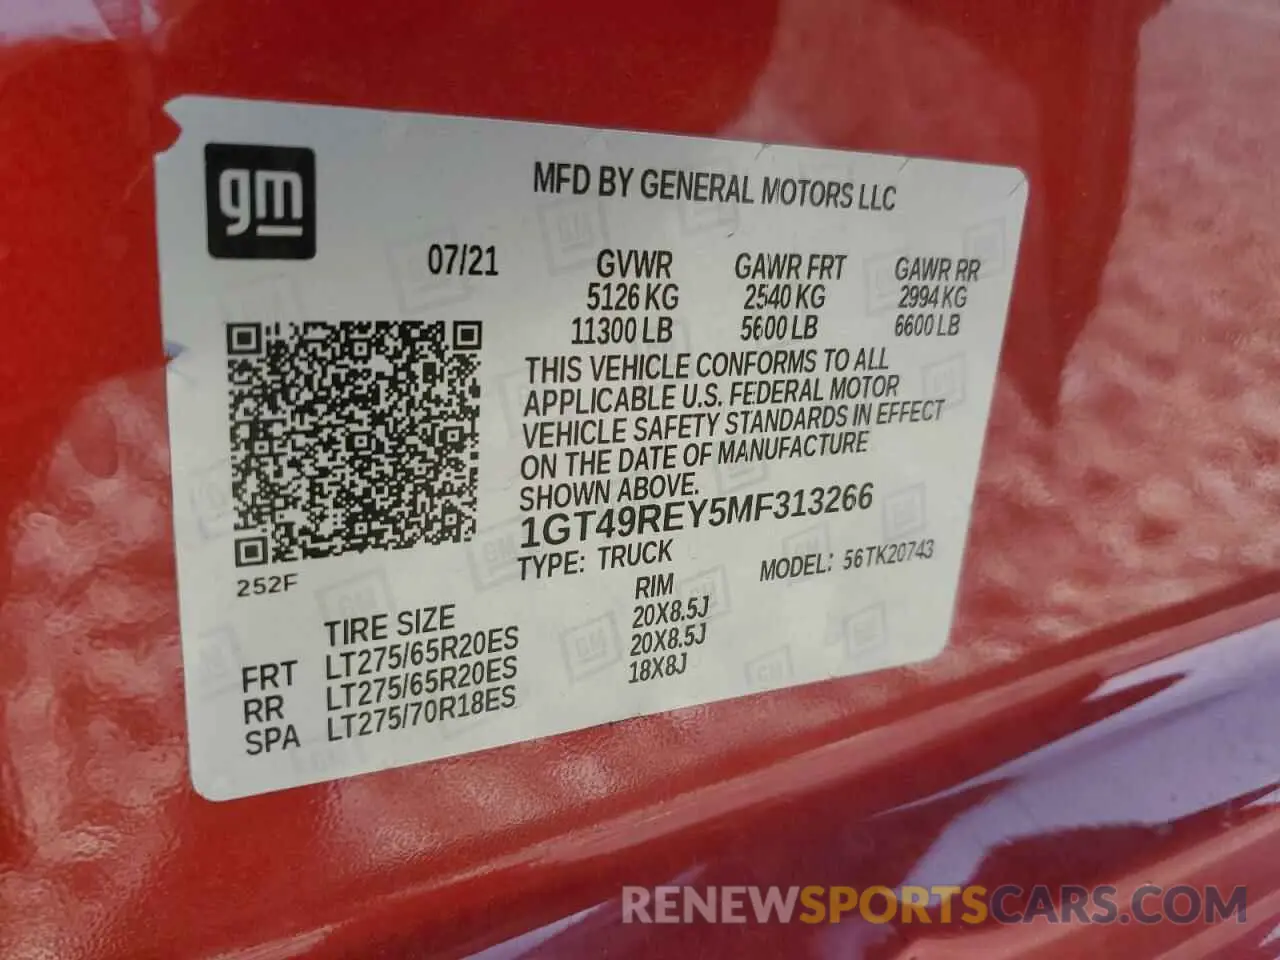 gm
MFD BY GENERAL MOTORS LLC
07/21
GVWR GAWR FRT GAWR RR
5126 KG 2540 KG 2994 KG
11300 LB 5600 LB 6600 LB
THIS VEHICLE CONFORMS TO ALL
APPLICABLE U.S. FEDERAL MOTOR
VEHICLE SAFETY STANDARDS IN EFFECT
ON THE DATE OF MANUFACTURE
SHOWN ABOVE.
1GT49REY5MF313266
TYPE: TRUCK MODEL: 56TK20743
252F
TIRE SIZE RIM
FRT LT275/65R20ES 20X8.5J
RR LT275/65R20ES 20X8.5J
SPA LT275/70R18ES 18X8J
RENEWSPORTSCARS.COM